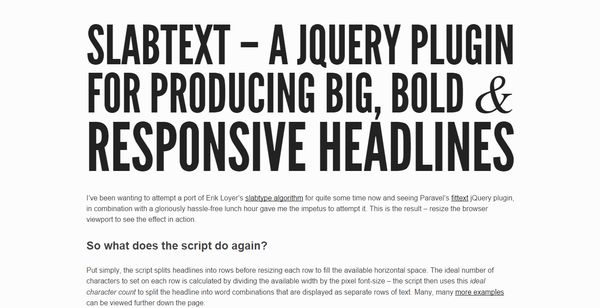 SLABTEXT – A JQUERY PLUGIN
FOR PRODUCING BIG, BOLD &
RESPONSIVE HEADLINES
I've been wanting to attempt a port of Erik Loyer's slabtype algorithm for quite some time now and seeing Paravel's fittext jQuery plugin,
in combination with a gloriously hassle-free lunch hour gave me the impetus to attempt it. This is the result – resize the browser
viewport to see the effect in action.
So what does the script do again?
Put simply, the script splits headlines into rows before resizing each row to fill the available horizontal space. The ideal number of
characters to set on each row is calculated by dividing the available width by the pixel font-size – the script then uses this ideal
character count to split the headline into word combinations that are displayed as separate rows of text. Many, many more examples
can be viewed further down the page.